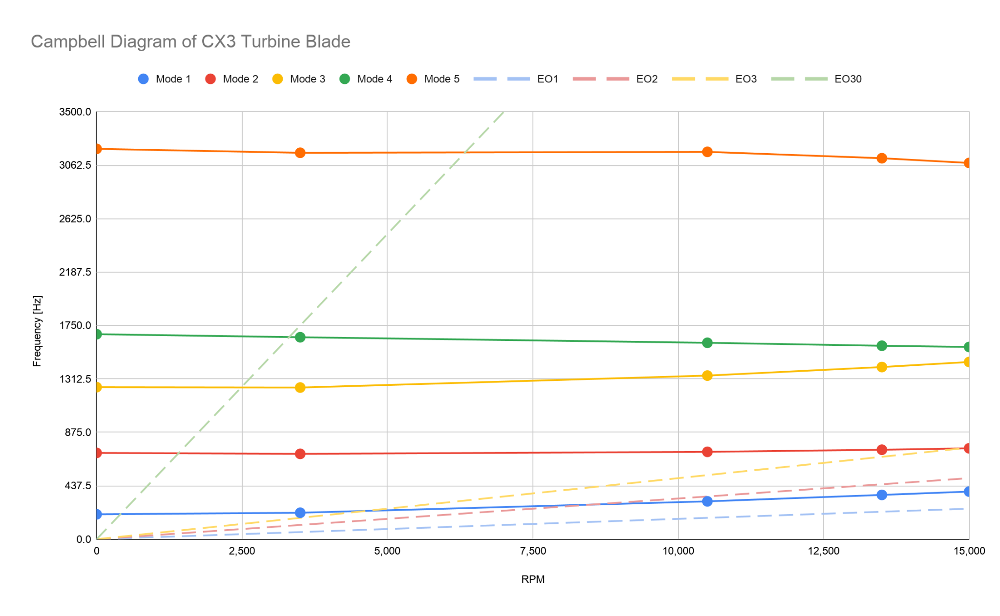 Campbell Diagram of CX3 Turbine Blade
Mode 1 Mode 2 Mode 3 Mode 4 Mode 5 EO1 EO2 EO3 EO30
3500.0
3062.5
2625.0
2187.5
1750.0
1312.5
875.0
437.5
0.0
Frequency [Hz]
0 2,500 5,000 7,500 10,000 12,500 15,000
RPM